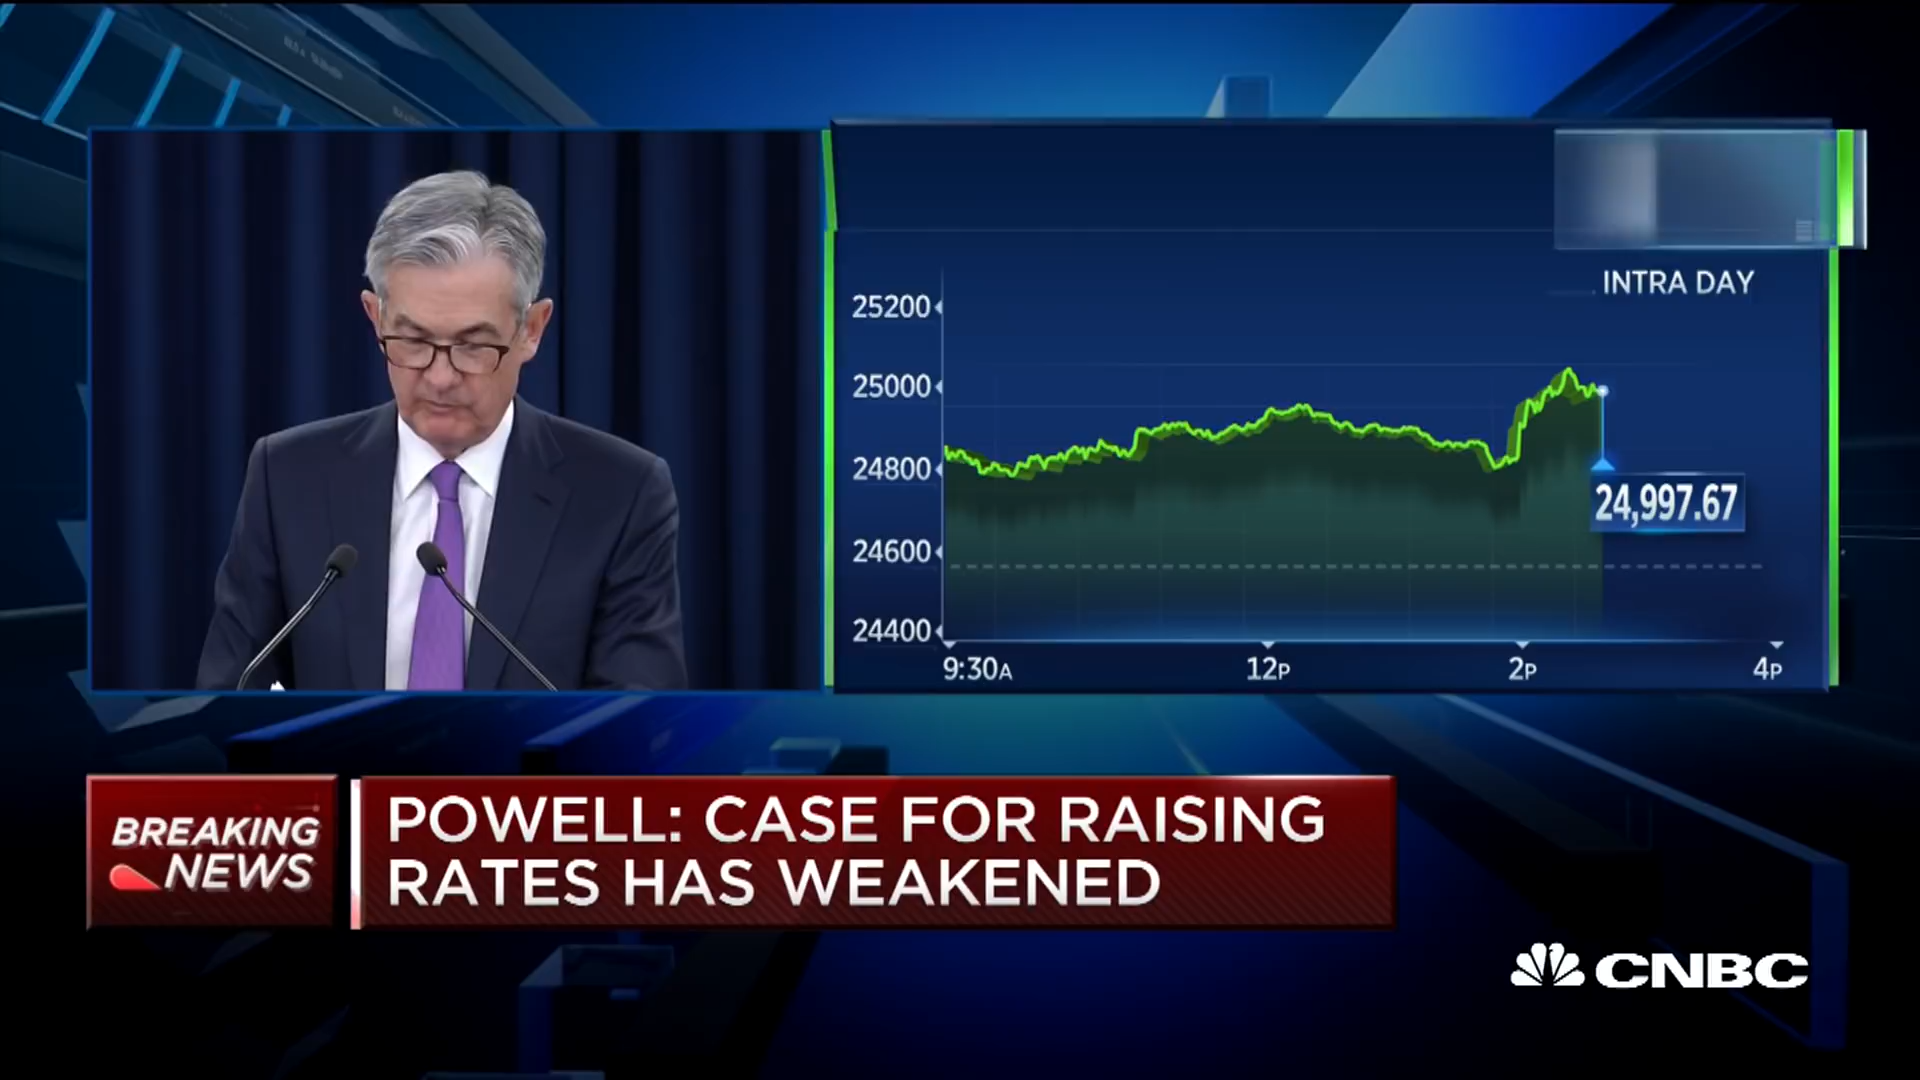 INTRA DAY
25200
25000
24800
24600
24400
24,997.67
9:30A
12P
2P
4P
BREAKING
NEWS
POWELL: CASE FOR RAISING
RATES HAS WEAKENED
CNBC